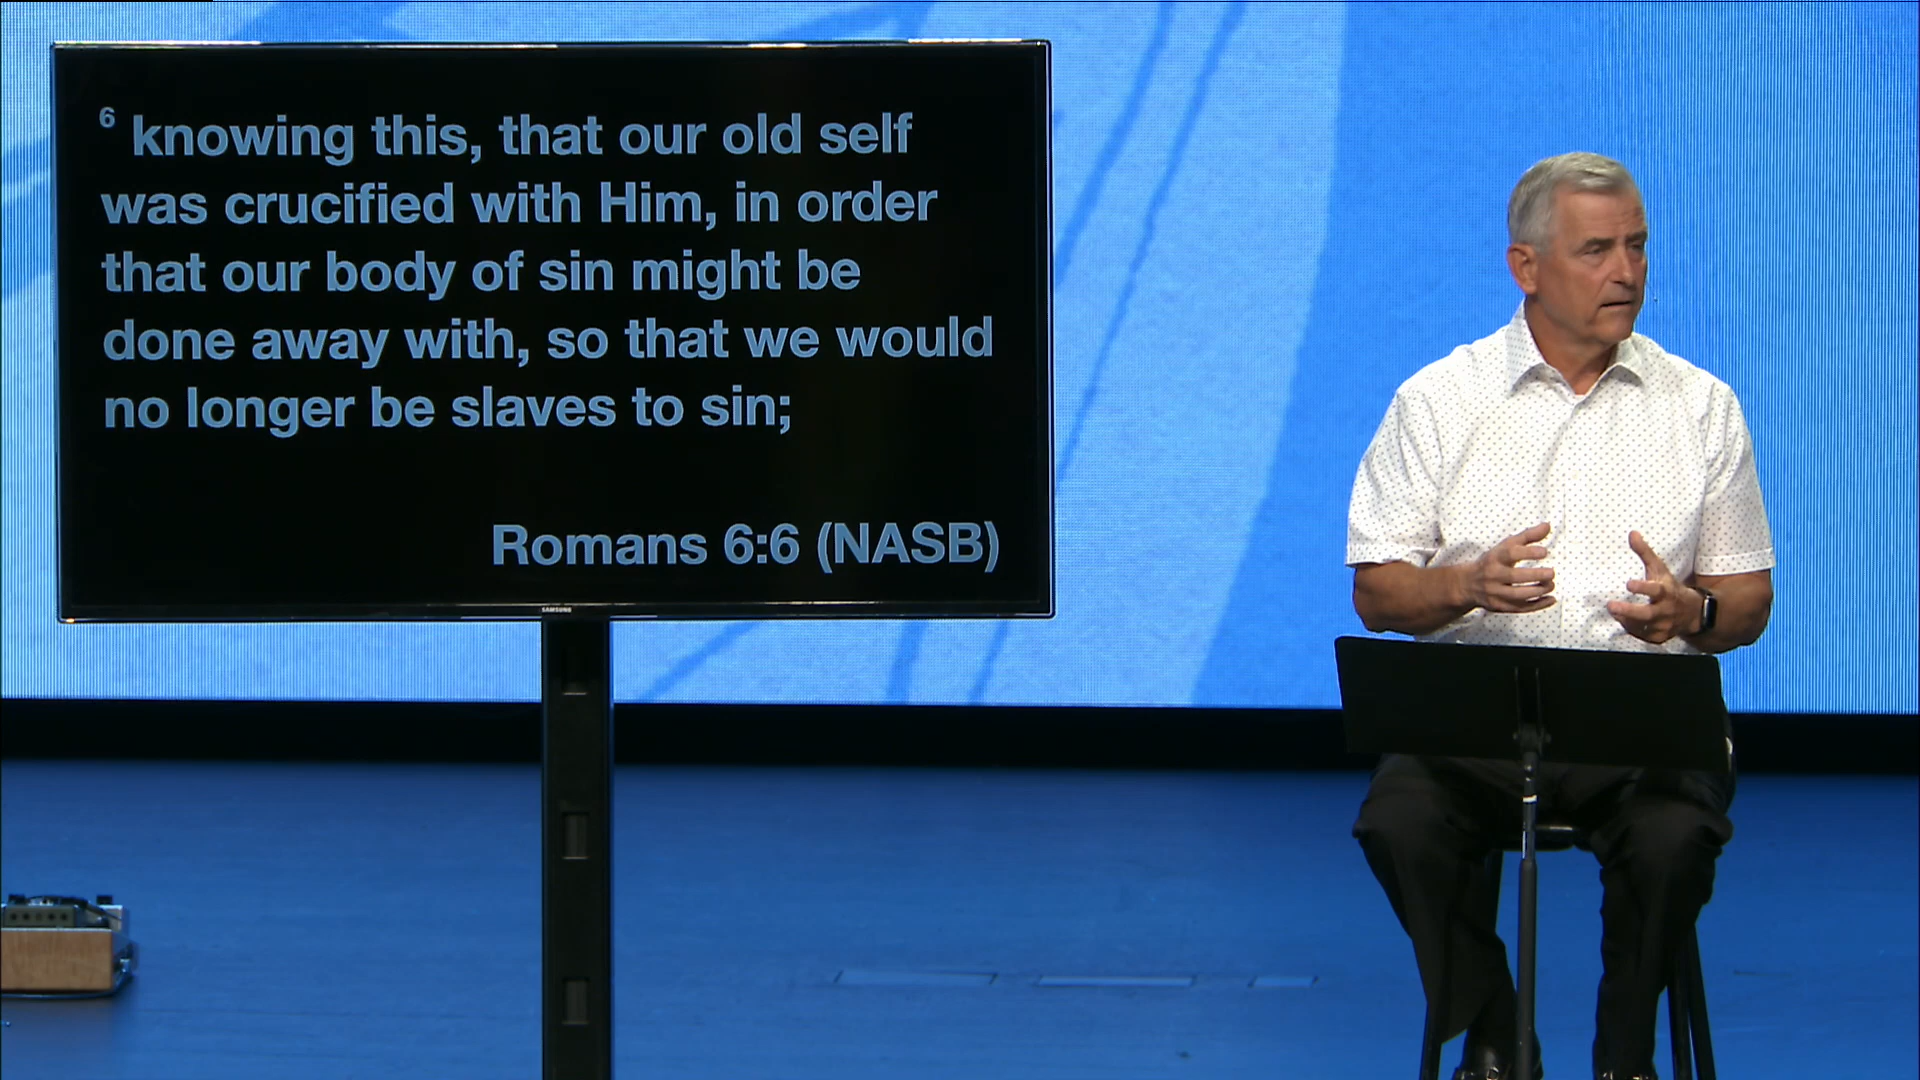 6 knowing this, that our old self
was crucified with Him, in order
that our body of sin might be
done away with, so that we would
no longer be slaves to sin;
Romans 6:6 (NASB)
SAMSUNG